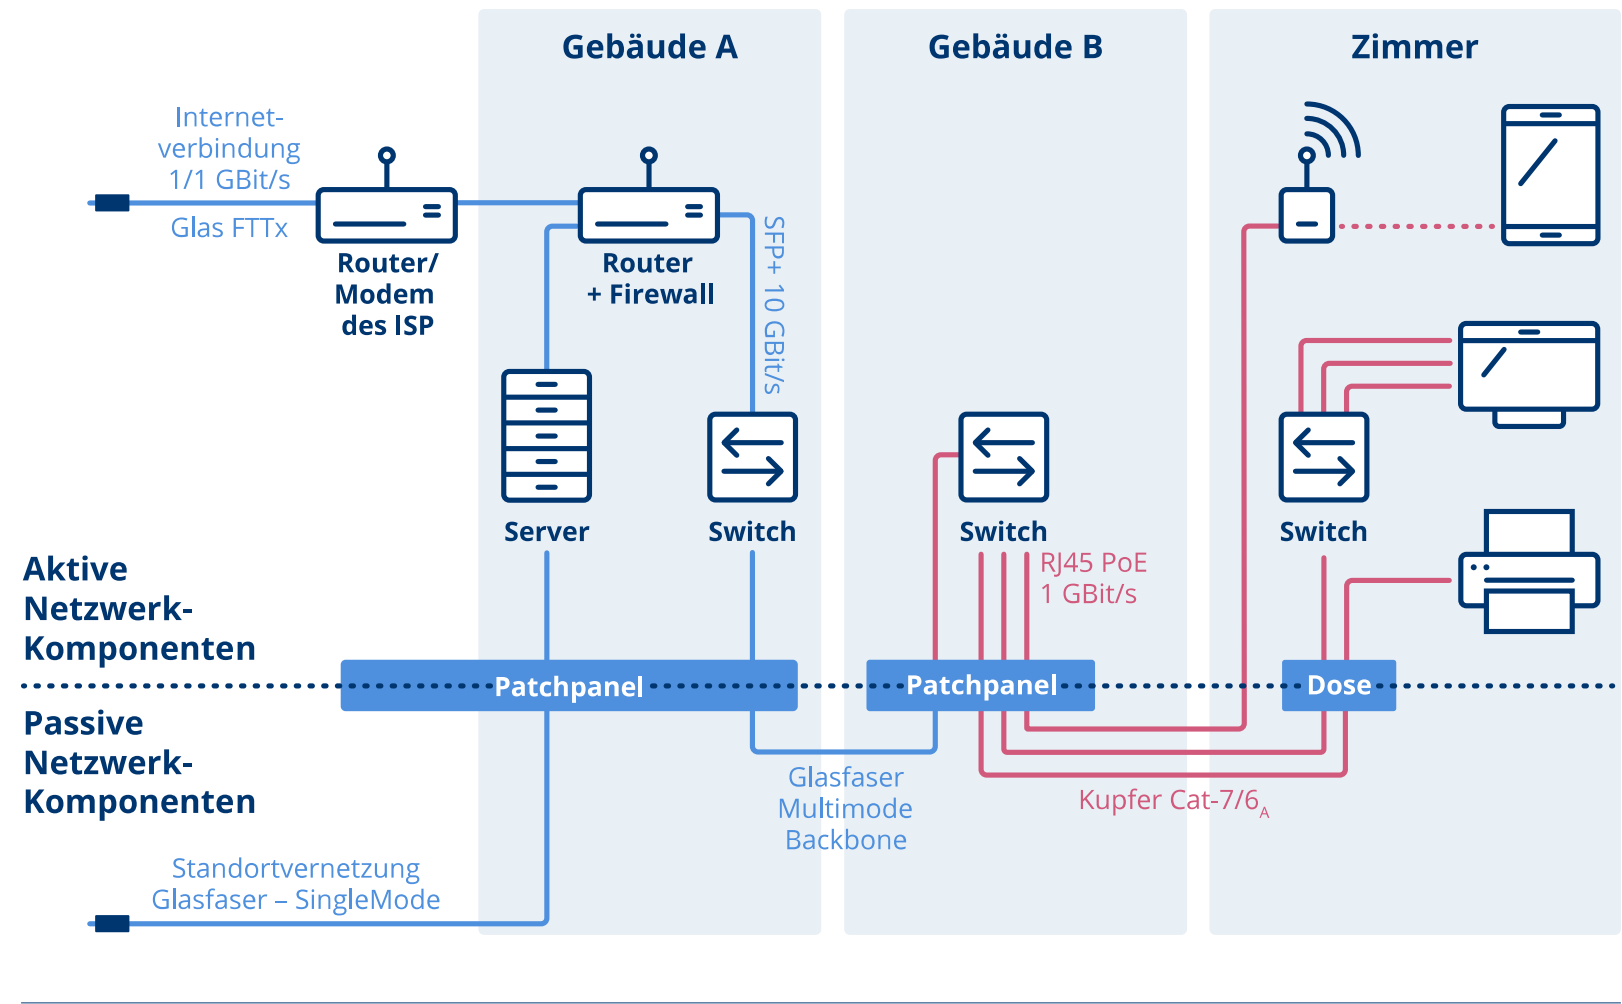 Gebäude A
Gebäude B
Zimmer
Internet-
verbindung
1/1 GBit/s
Glas FTTx
Router/
Modem
des ISP
Router
+ Firewall
SFP+ 10 GBit/s
Server
Switch
Switch
Switch
RJ45 PoE
1 GBit/s
Aktive
Netzwerk-
Komponenten
Patchpanel
Patchpanel
Dose
Passive
Netzwerk-
Komponenten
Glasfaser
Multimode
Backbone
Kupfer Cat-7/6A
Standortvernetzung
Glasfaser – SingleMode